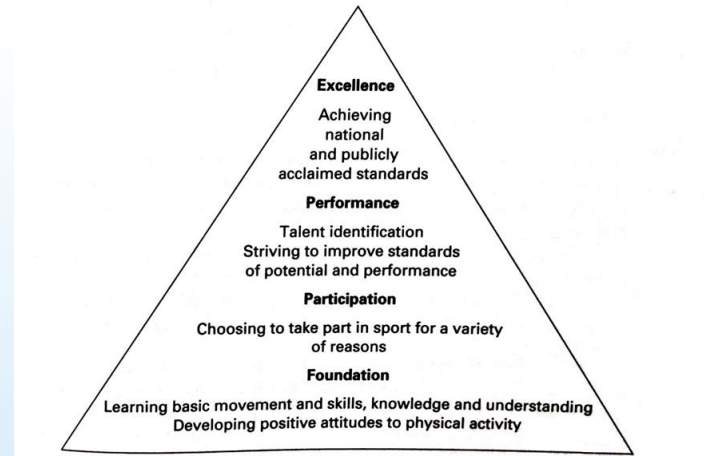 Excellence
Achieving
national
and publicly
acclaimed standards
Performance
Talent identification
Striving to improve standards
of potential and performance
Participation
Choosing to take part in sport for a variety
of reasons
Foundation
Learning basic movement and skills, knowledge and understanding
Developing positive attitudes to physical activity